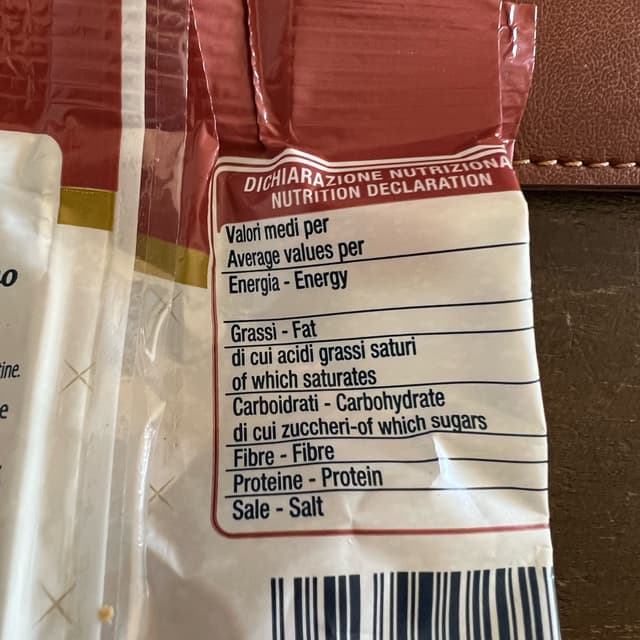 DICHIARAZIONE NUTRIZIONA
NUTRITION DECLARATION
Valori medi per
Average values per
Energia - Energy
Grassi - Fat
di cui acidi grassi saturi
of which saturates
Carboidrati - Carbohydrate
di cui zuccheri-of which sugars
Fibre - Fibre
Proteine - Protein
Sale - Salt